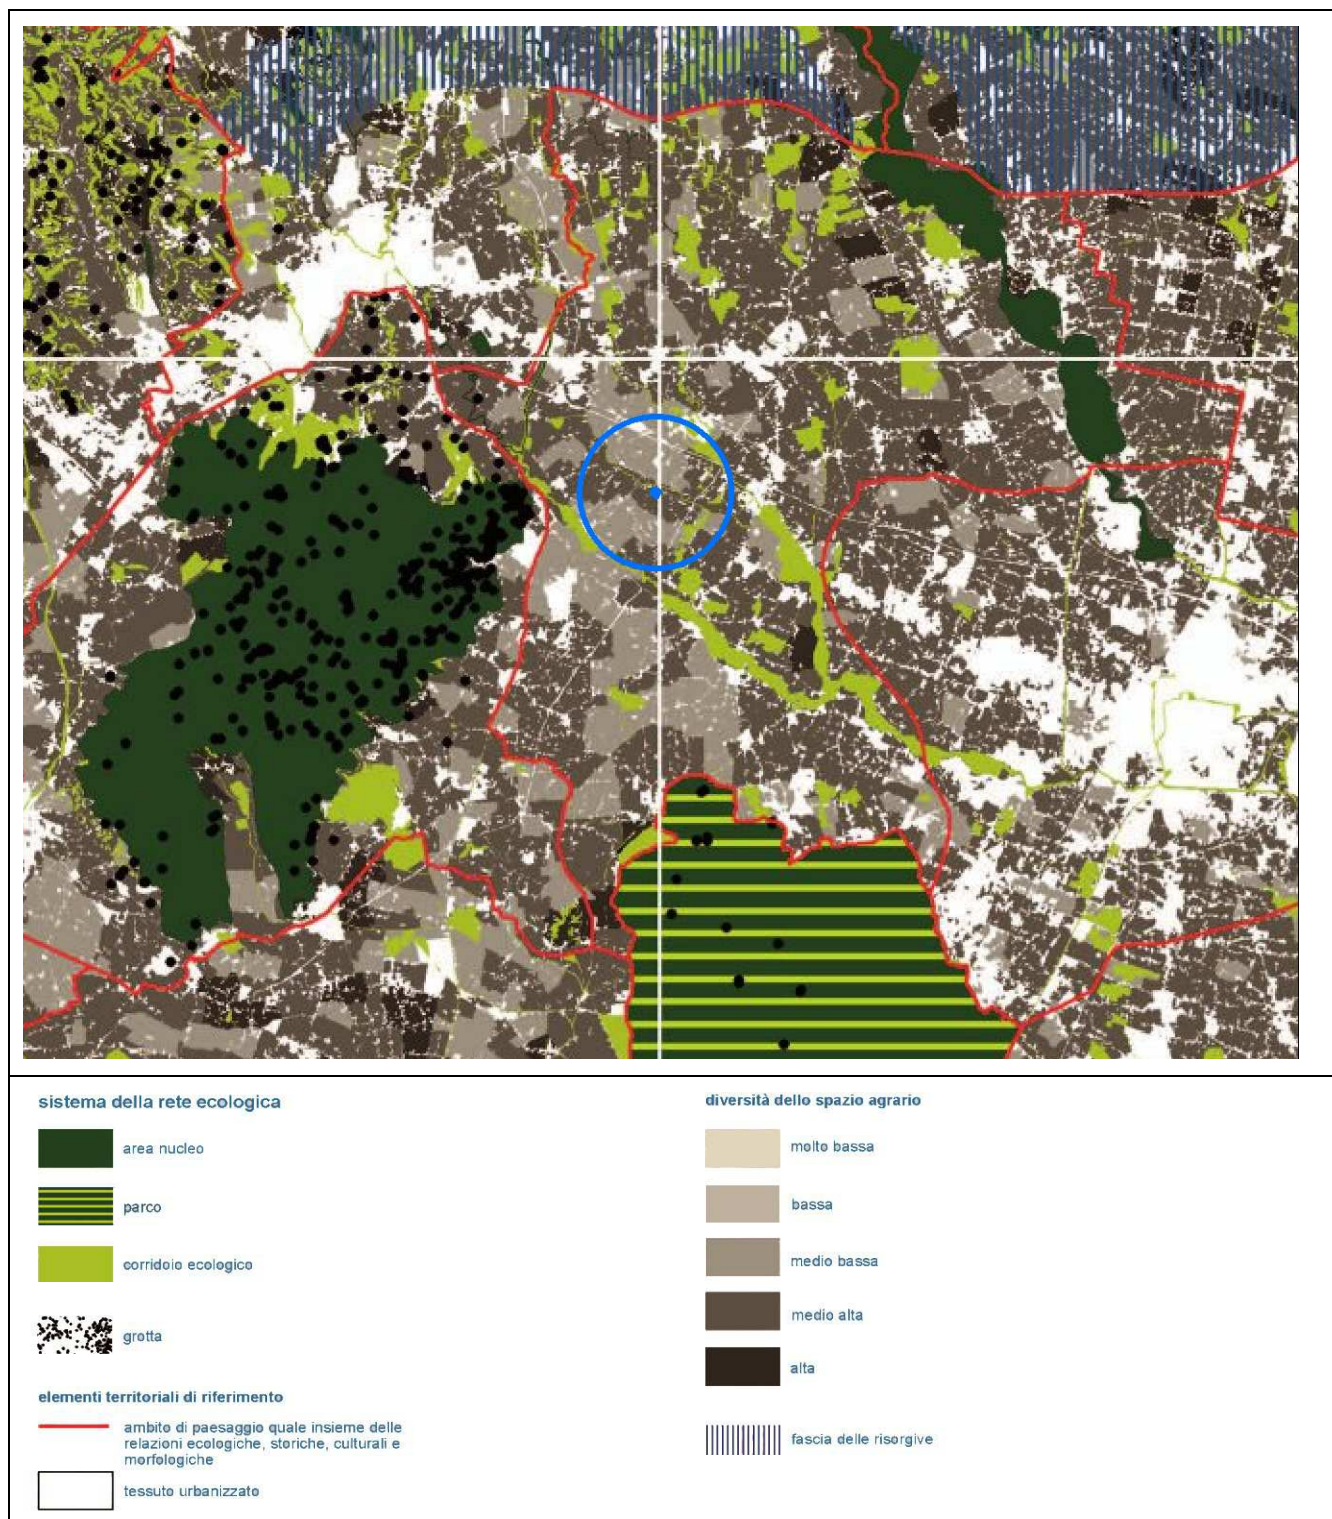 sistema della rete ecologica
area nucleo
parco
corridoio ecologico
grotta
elementi territoriali di riferimento
ambito di paesaggio quale insieme delle
relazioni ecologiche, storiche, culturali e
morfologiche
tessuto urbanizzato
diversità dello spazio agrario
molto bassa
bassa
medio bassa
medio alta
alta
fascia delle risorgive